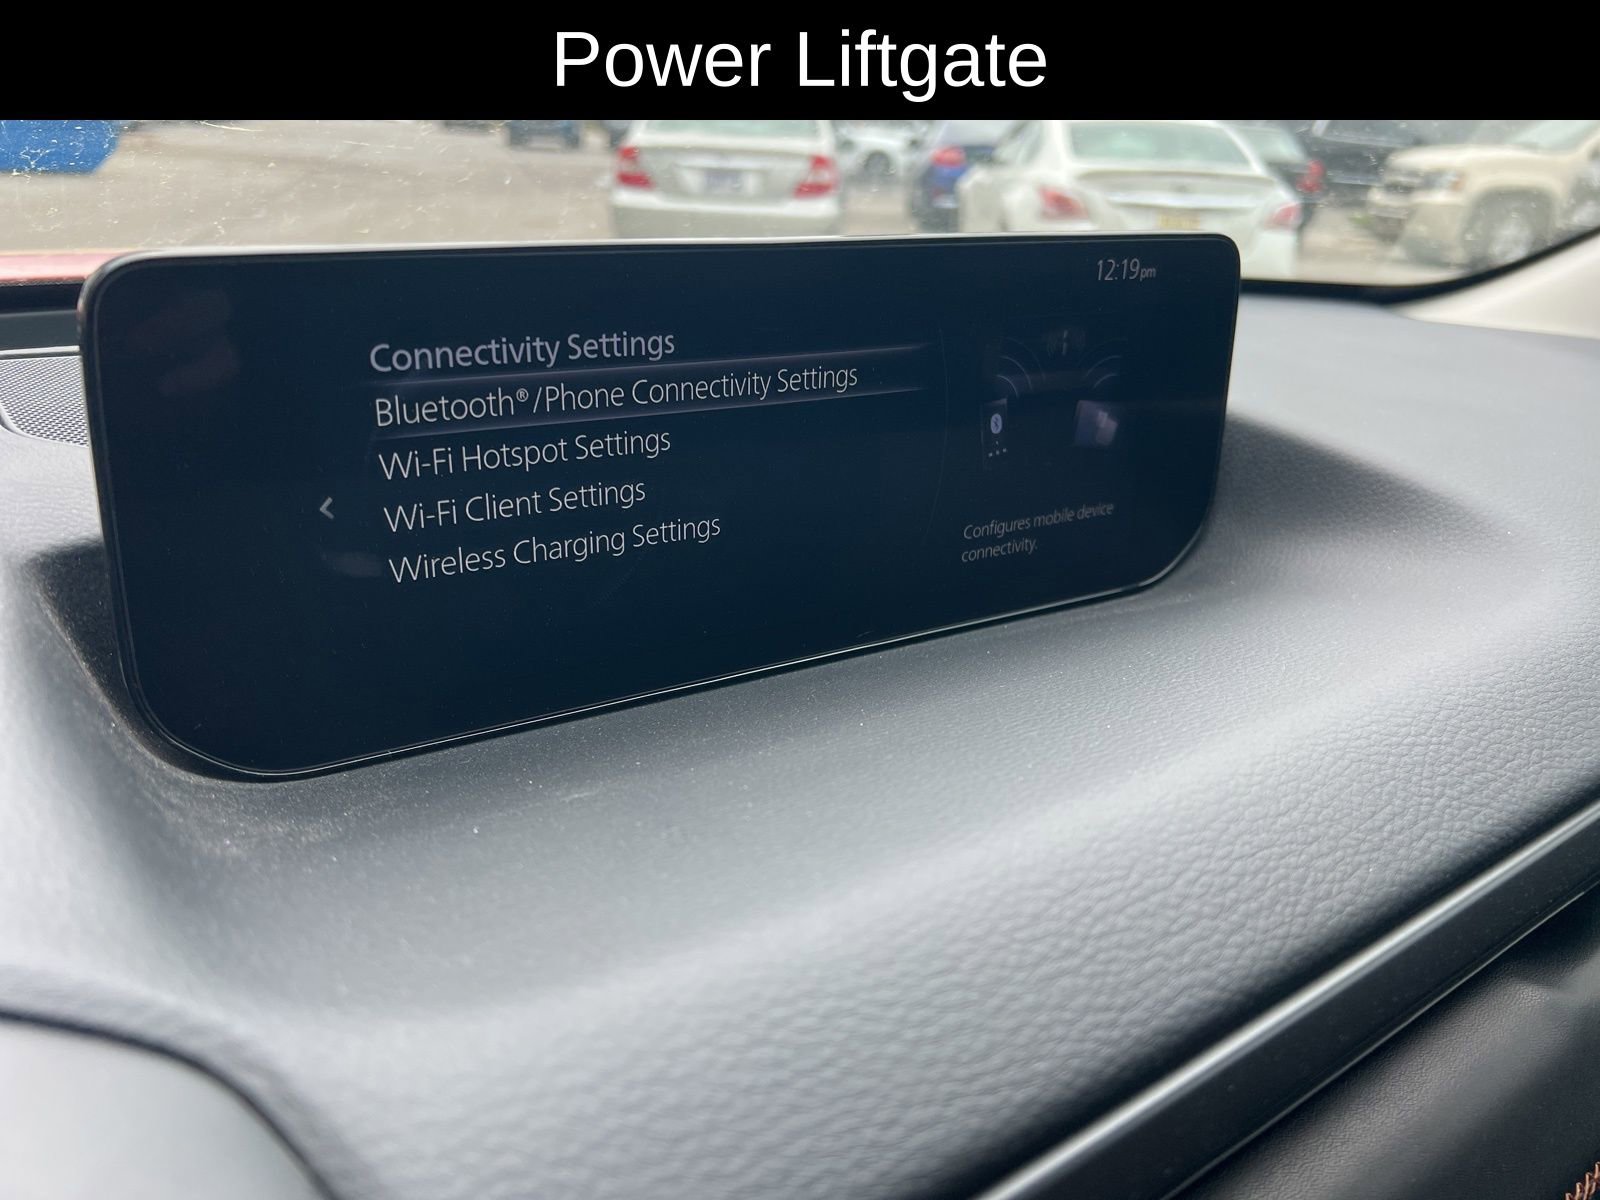 Power Liftgate
12:19pm
Connectivity Settings
Bluetooth®/Phone Connectivity Settings
Wi-Fi Hotspot Settings
Wi-Fi Client Settings
Wireless Charging Settings
Configures mobile device
connectivity.